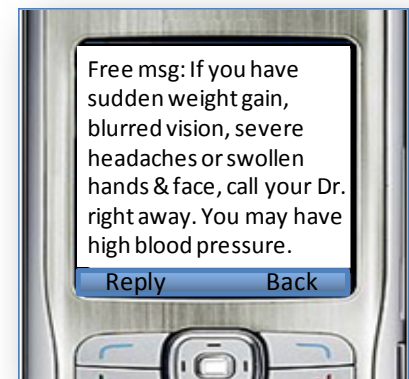 Free msg: If you have
sudden weight gain,
blurred vision, severe
headaches or swollen
hands & face, call your Dr.
right away. You may have
high blood pressure.
Reply Back